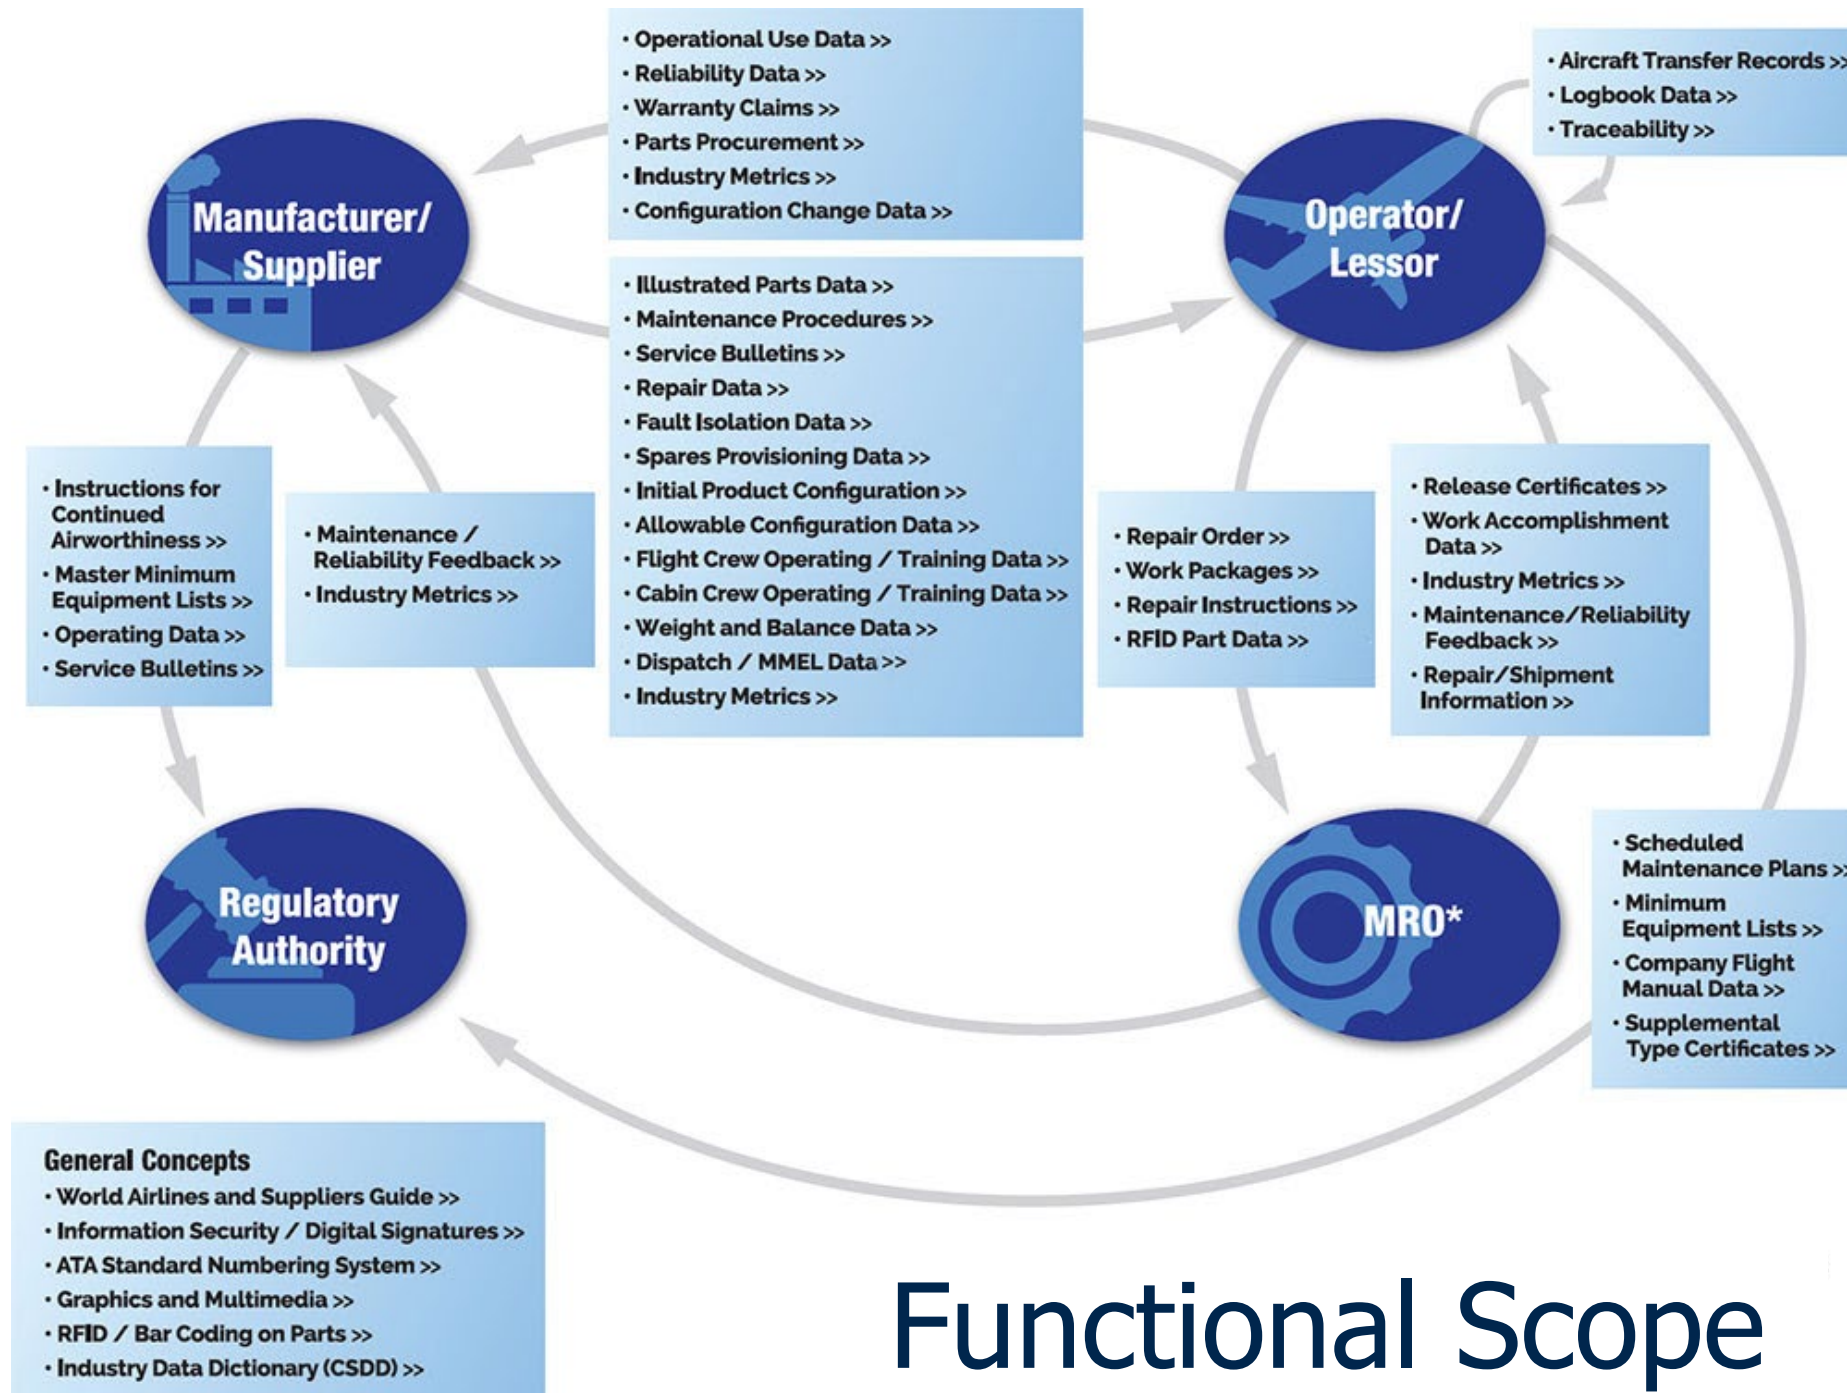 • Operational Use Data >>
• Reliability Data >>
• Warranty Claims >>
• Parts Procurement >>
• Industry Metrics >>
• Configuration Change Data >>
• Aircraft Transfer Records >>
• Logbook Data >>
• Traceability >>
Manufacturer/
Supplier
Operator/
Lessor
• Illustrated Parts Data >>
• Maintenance Procedures >>
• Service Bulletins >>
• Repair Data >>
• Fault Isolation Data >>
• Spares Provisioning Data >>
• Initial Product Configuration >>
• Allowable Configuration Data >>
• Flight Crew Operating / Training Data >>
• Cabin Crew Operating / Training Data >>
• Weight and Balance Data >>
• Dispatch / MMEL Data >>
• Industry Metrics >>
• Instructions for
Continued
Airworthiness >>
• Master Minimum
Equipment Lists >>
• Operating Data >>
• Service Bulletins >>
• Maintenance /
Reliability Feedback >>
• Industry Metrics >>
• Repair Order >>
• Work Packages >>
• Repair Instructions >>
• RFID Part Data >>
• Release Certificates >>
• Work Accomplishment
Data >>
• Industry Metrics >>
• Maintenance/Reliability
Feedback >>
• Repair/Shipment
Information >>
Regulatory
Authority
MRO*
• Scheduled
Maintenance Plans >>
• Minimum
Equipment Lists >>
• Company Flight
Manual Data >>
• Supplemental
Type Certificates >>
General Concepts
• World Airlines and Suppliers Guide >>
• Information Security / Digital Signatures >>
• ATA Standard Numbering System >>
• Graphics and Multimedia >>
• RFID / Bar Coding on Parts >>
• Industry Data Dictionary (CSDD) >>
Functional Scope